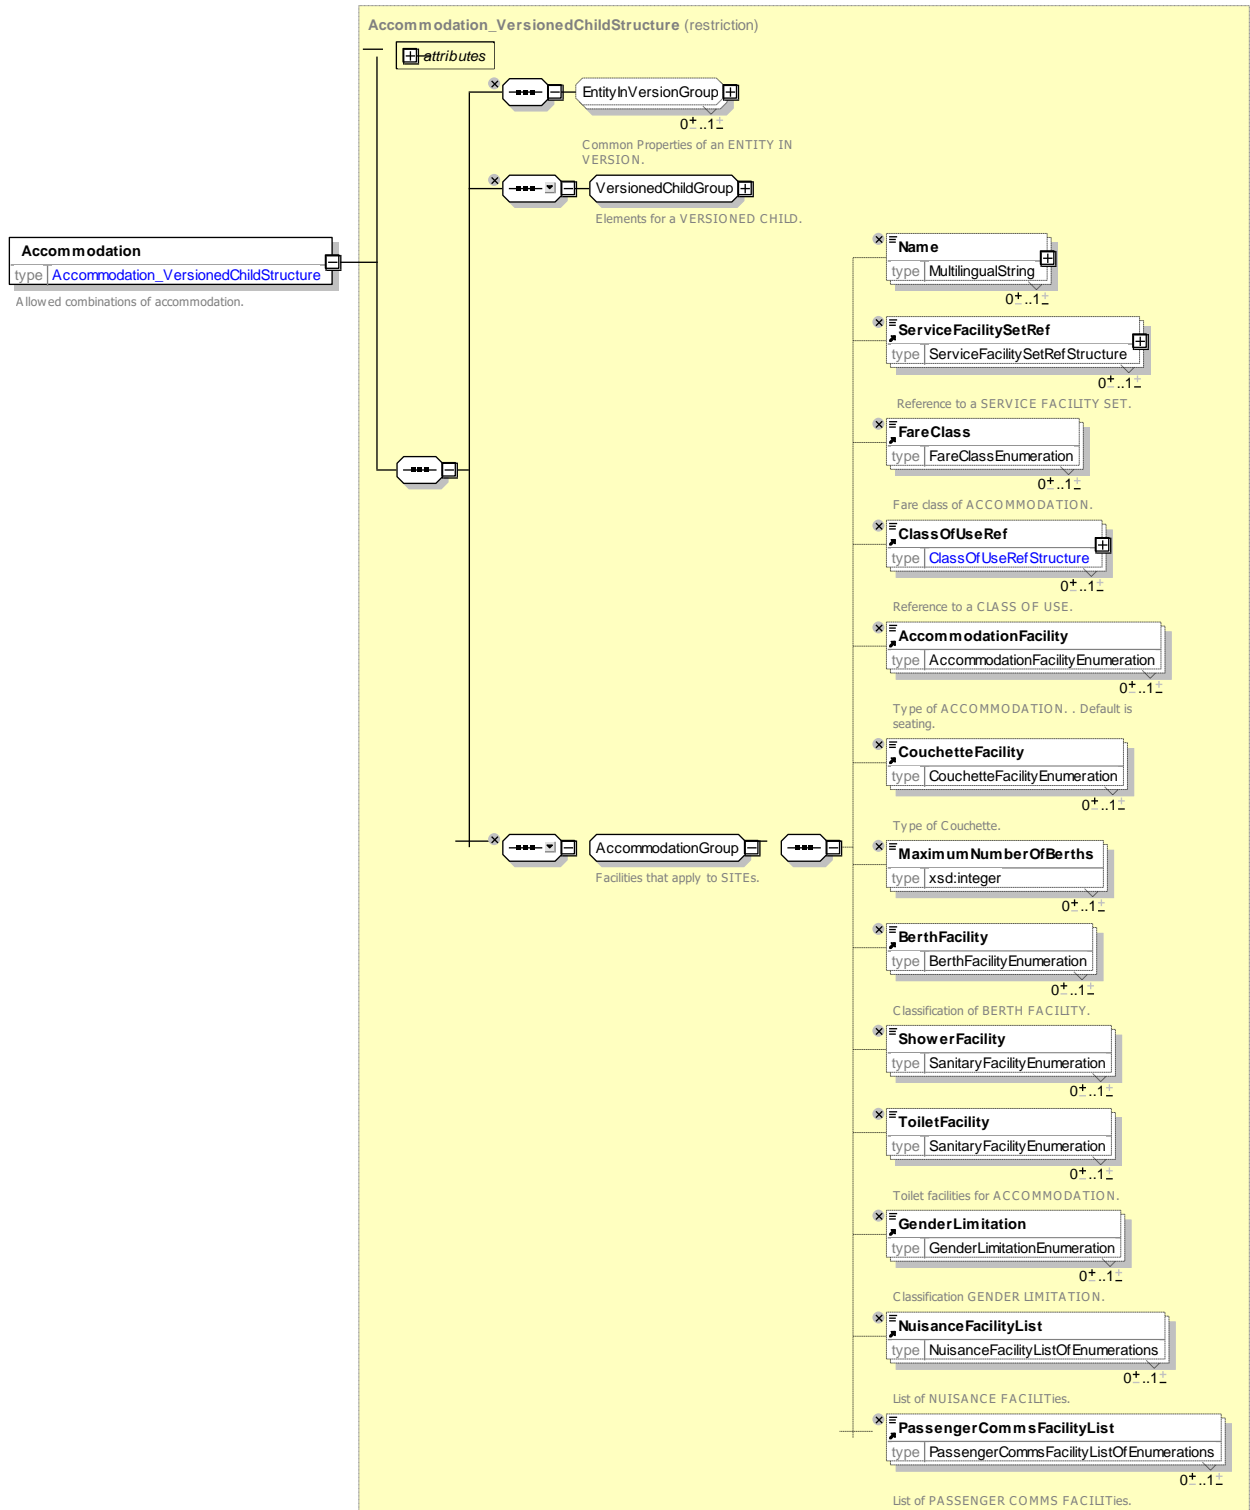 Accommodation_VersionedChildStructure (restriction)
attributes
EntityInVersionGroup
0..1
Common Properties of an ENTITY IN
VERSION.
VersionedChildGroup
Elements for a VERSIONED CHILD.
Accommodation
type Accommodation_VersionedChildStructure
Allowed combinations of accommodation.
Name
type MultilingualString
0..1
ServiceFacilitySetRef
type ServiceFacilitySetRefStructure
0..1
Reference to a SERVICE FACILITY SET.
FareClass
type FareClassEnumeration
0..1
Fare class of ACCOMMODATION.
ClassOfUseRef
type ClassOfUseRefStructure
0..1
Reference to a CLASS OF USE.
AccommodationFacility
type AccommodationFacilityEnumeration
0..1
Type of ACCOMMODATION. . Default is
seating.
CouchetteFacility
type CouchetteFacilityEnumeration
0..1
Type of Couchette.
AccommodationGroup
Facilities that apply to SITEs.
MaximumNumberOfBerths
type xsd:integer
0..1
BerthFacility
type BerthFacilityEnumeration
0..1
Classification of BERTH FACILITY.
ShowerFacility
type SanitaryFacilityEnumeration
0..1
ToiletFacility
type SanitaryFacilityEnumeration
0..1
Toilet facilities for ACCOMMODATION.
GenderLimitation
type GenderLimitationEnumeration
0..1
Classification GENDER LIMITATION.
NuisanceFacilityList
type NuisanceFacilityListOfEnumerations
0..1
List of NUISANCE FACILITies.
PassengerCommsFacilityList
type PassengerCommsFacilityListOfEnumerations
0..1
List of PASSENGER COMMS FACILITies.